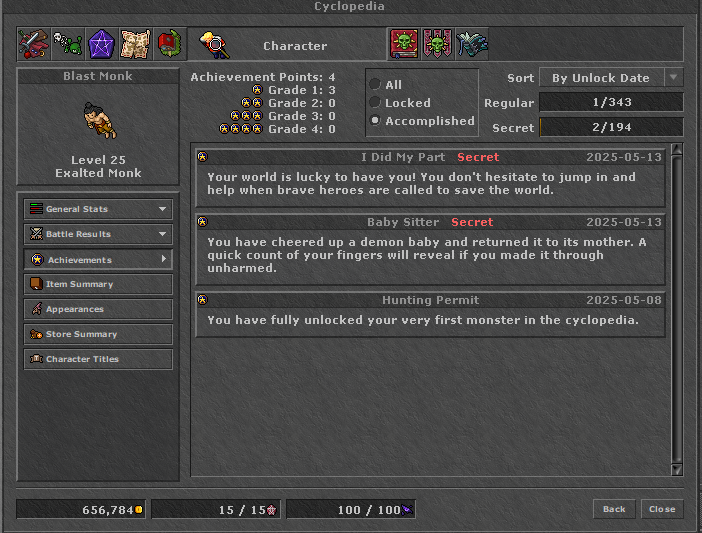 Cyclopedia
Character
Blast Monk
Level 25
Exalted Monk
General Stats
Battle Results
Achievements
Item Summary
Appearances
Store Summary
Character Titles
Achievement Points: 4
Grade 1: 3
Grade 2: 0
Grade 3: 0
Grade 4: 0
All
Locked
Accomplished
Sort By Unlock Date
Regular 1/343
Secret 2/194
I Did My Part Secret 2025-05-13
Your world is lucky to have you! You don't hesitate to jump in and
help when brave heroes are called to save the world.
Baby Sitter Secret 2025-05-13
You have cheered up a demon baby and returned it to its mother. A
quick count of your fingers will reveal if you made it through
unharmed.
Hunting Permit 2025-05-08
You have fully unlocked your very first monster in the cyclopedia.
656,784
15 / 15
100 / 100
Back
Close